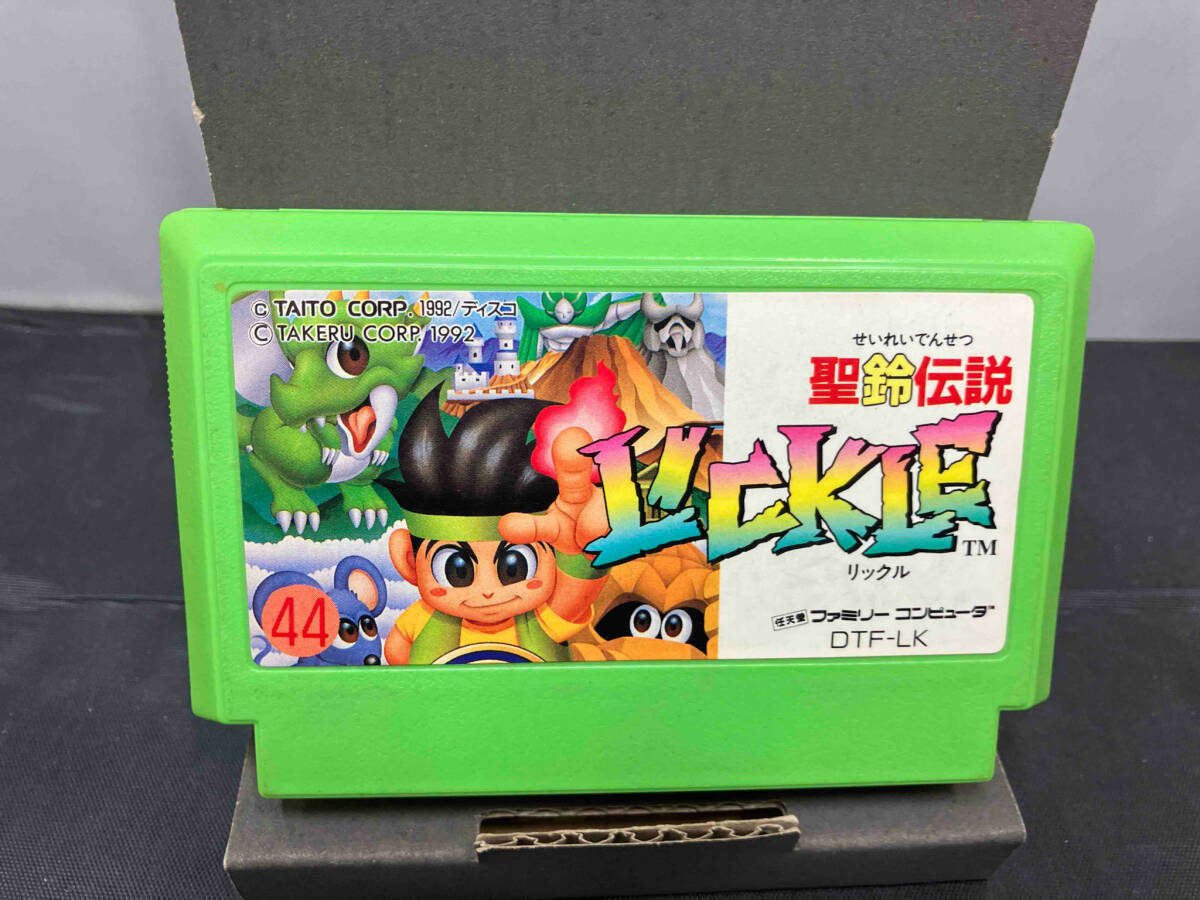 © TAITO CORP. 1992/ディスコ
© TAKERU CORP. 1992
せいれいでんせつ
聖鈴伝説
LICKLE TM
リックル
任天堂 ファミリー コンピュータ TM
DTF-LK
44